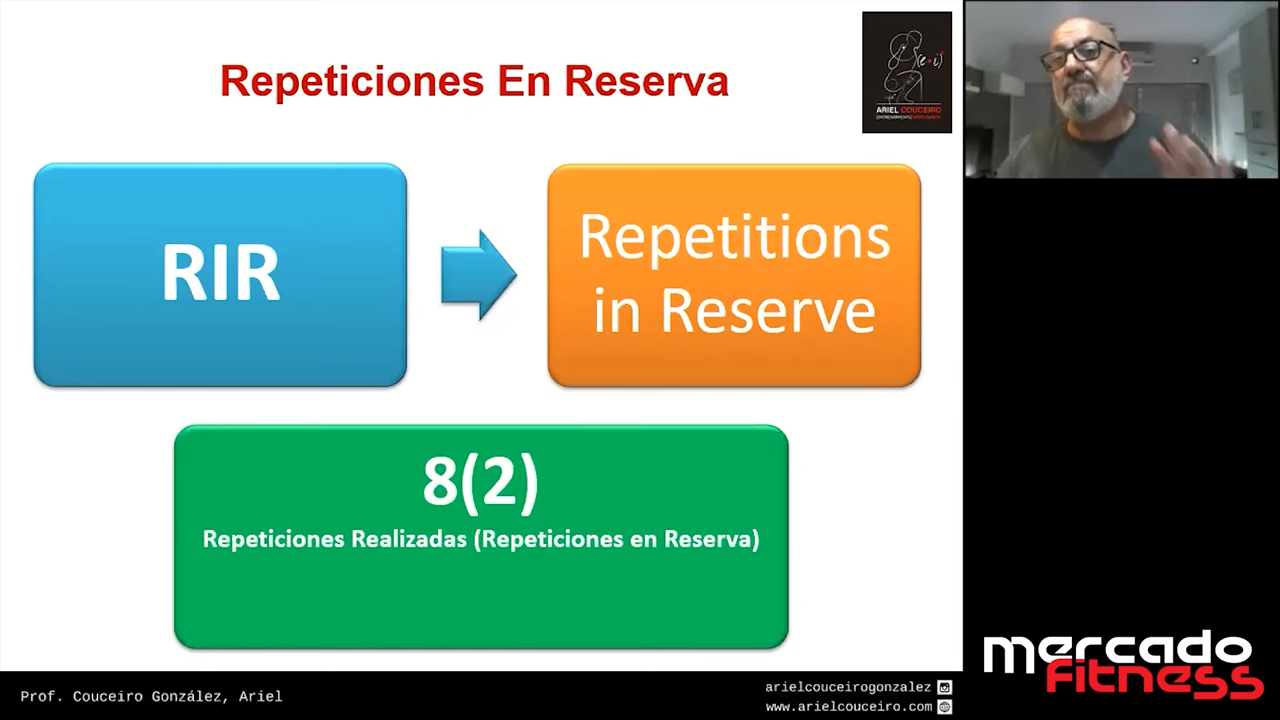 Repeticiones En Reserva
ARIEL COUCEIRO
RIR
Repetitions
in Reserve
8(2)
Repeticiones Realizadas (Repeticiones en Reserva)
mercado
fitness
Prof. Couceiro González, Ariel
arielcouceirogonzalez
www.arielcouceiro.com